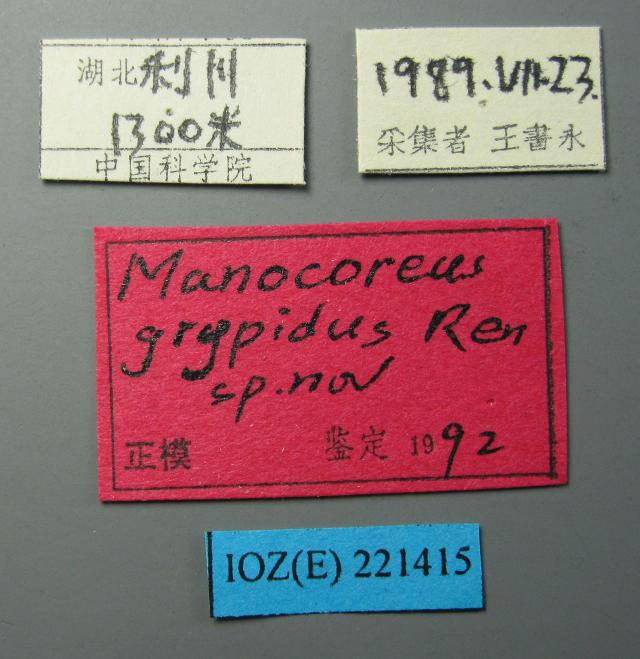 湖北利川
1300米
中国科学院
1989.VII.23.
采集者 王書永
Manocoreus
grypidus Ren
sp.nov
正模 鉴定 1992
IOZ(E) 221415